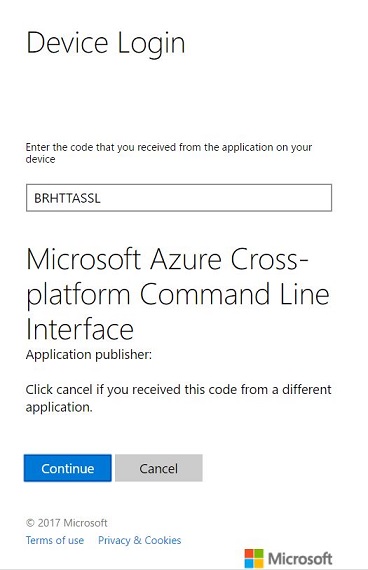 Device Login
Enter the code that you received from the application on your
device
BRHTTASSL
Microsoft Azure Cross-
platform Command Line
Interface
Application publisher:
Click cancel if you received this code from a different
application.
Continue Cancel
© 2017 Microsoft
Terms of use Privacy & Cookies
Microsoft